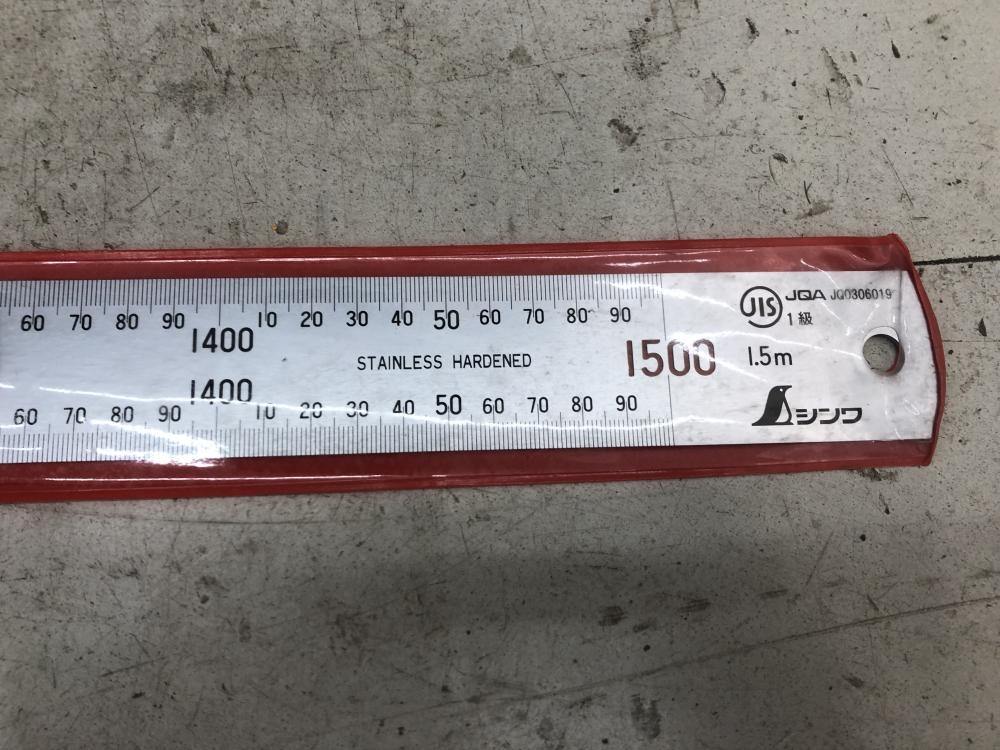 JIS JQA JQ0306019
1級
60 70 80 90 1400 10 20 30 40 50 60 70 80 90 1500 1.5m
STAINLESS HARDENED
60 70 80 90 1400 10 20 30 40 50 60 70 80 90
シンワ